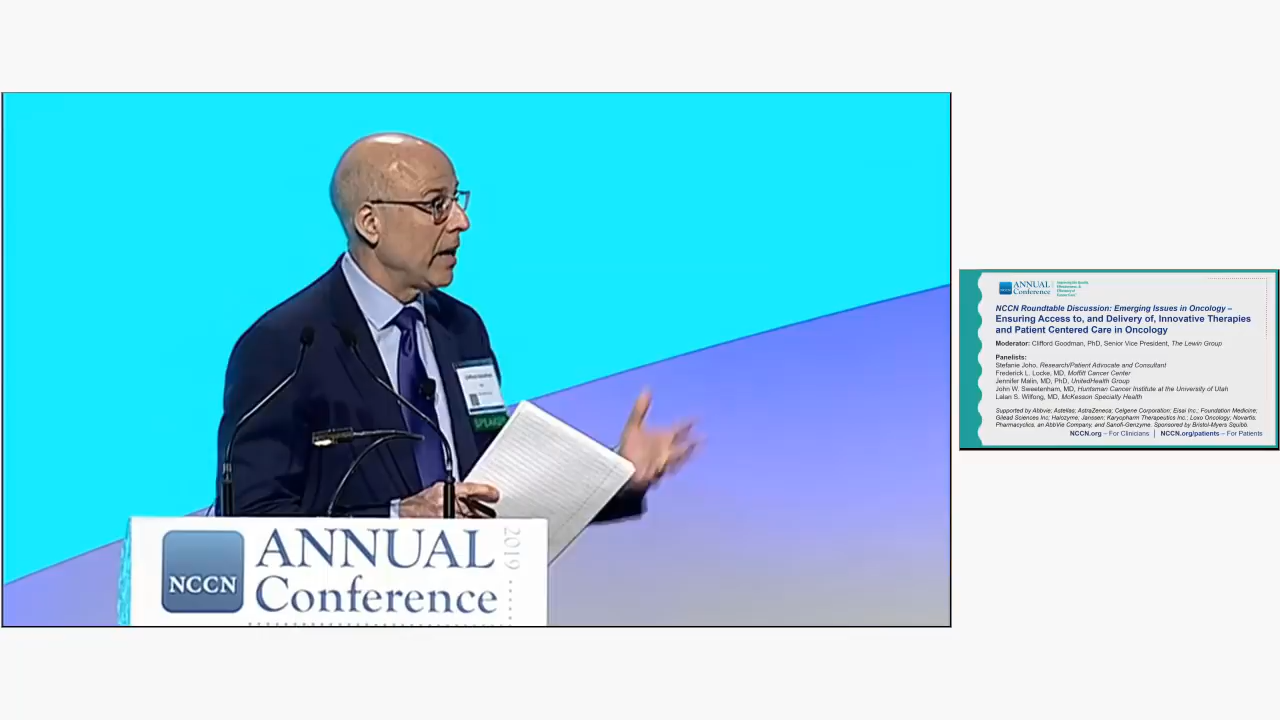 Clifford Goodman
SPEAKER
NCCN
ANNUAL
Conference
2019
NCCN
ANNUAL
Conference
NCCN Roundtable Discussion: Emerging Issues in Oncology –
Ensuring Access to, and Delivery of, Innovative Therapies
and Patient Centered Care in Oncology
Moderator: Clifford Goodman, PhD, Senior Vice President, The Lewin Group
Panelists:
Stefanie Joho, Research/Patient Advocate and Consultant
Frederick L. Locke, MD, Moffitt Cancer Center
Jennifer Malin, MD, PhD, UnitedHealth Group
John W. Sweetenham, MD, Huntsman Cancer Institute at the University of Utah
Lalan S. Wilfong, MD, McKesson Specialty Health
Supported by Abbvie; Astellas; AstraZeneca; Celgene Corporation; Eisai Inc.; Foundation Medicine;
Gilead Sciences Inc; Halozyme; Janssen; Karyopharm Therapeutics Inc.; Loxo Oncology; Novartis;
Pharmacyclics, an AbbVie Company, and Sanofi-Genzyme. Sponsored by Bristol-Myers Squibb.
NCCN.org – For Clinicians | NCCN.org/patients – For Patients